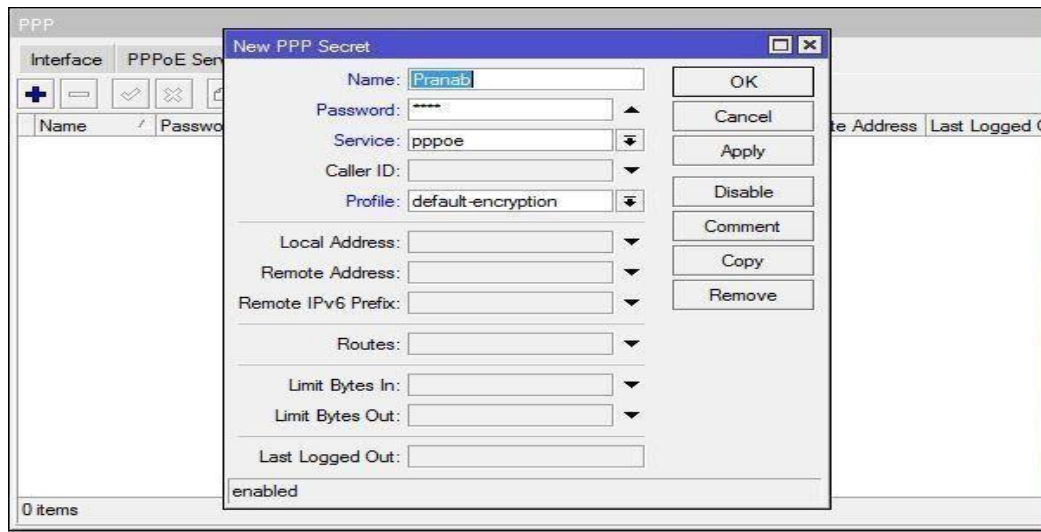 PPP
Interface PPPoE Ser
Name Passwo
te Address Last Logged
0 items
New PPP Secret
Name: Pranab
Password: ****
Service: pppoe
Caller ID:
Profile: default-encryption
Local Address:
Remote Address:
Remote IPv6 Prefix:
Routes:
Limit Bytes In:
Limit Bytes Out:
Last Logged Out:
enabled
OK
Cancel
Apply
Disable
Comment
Copy
Remove